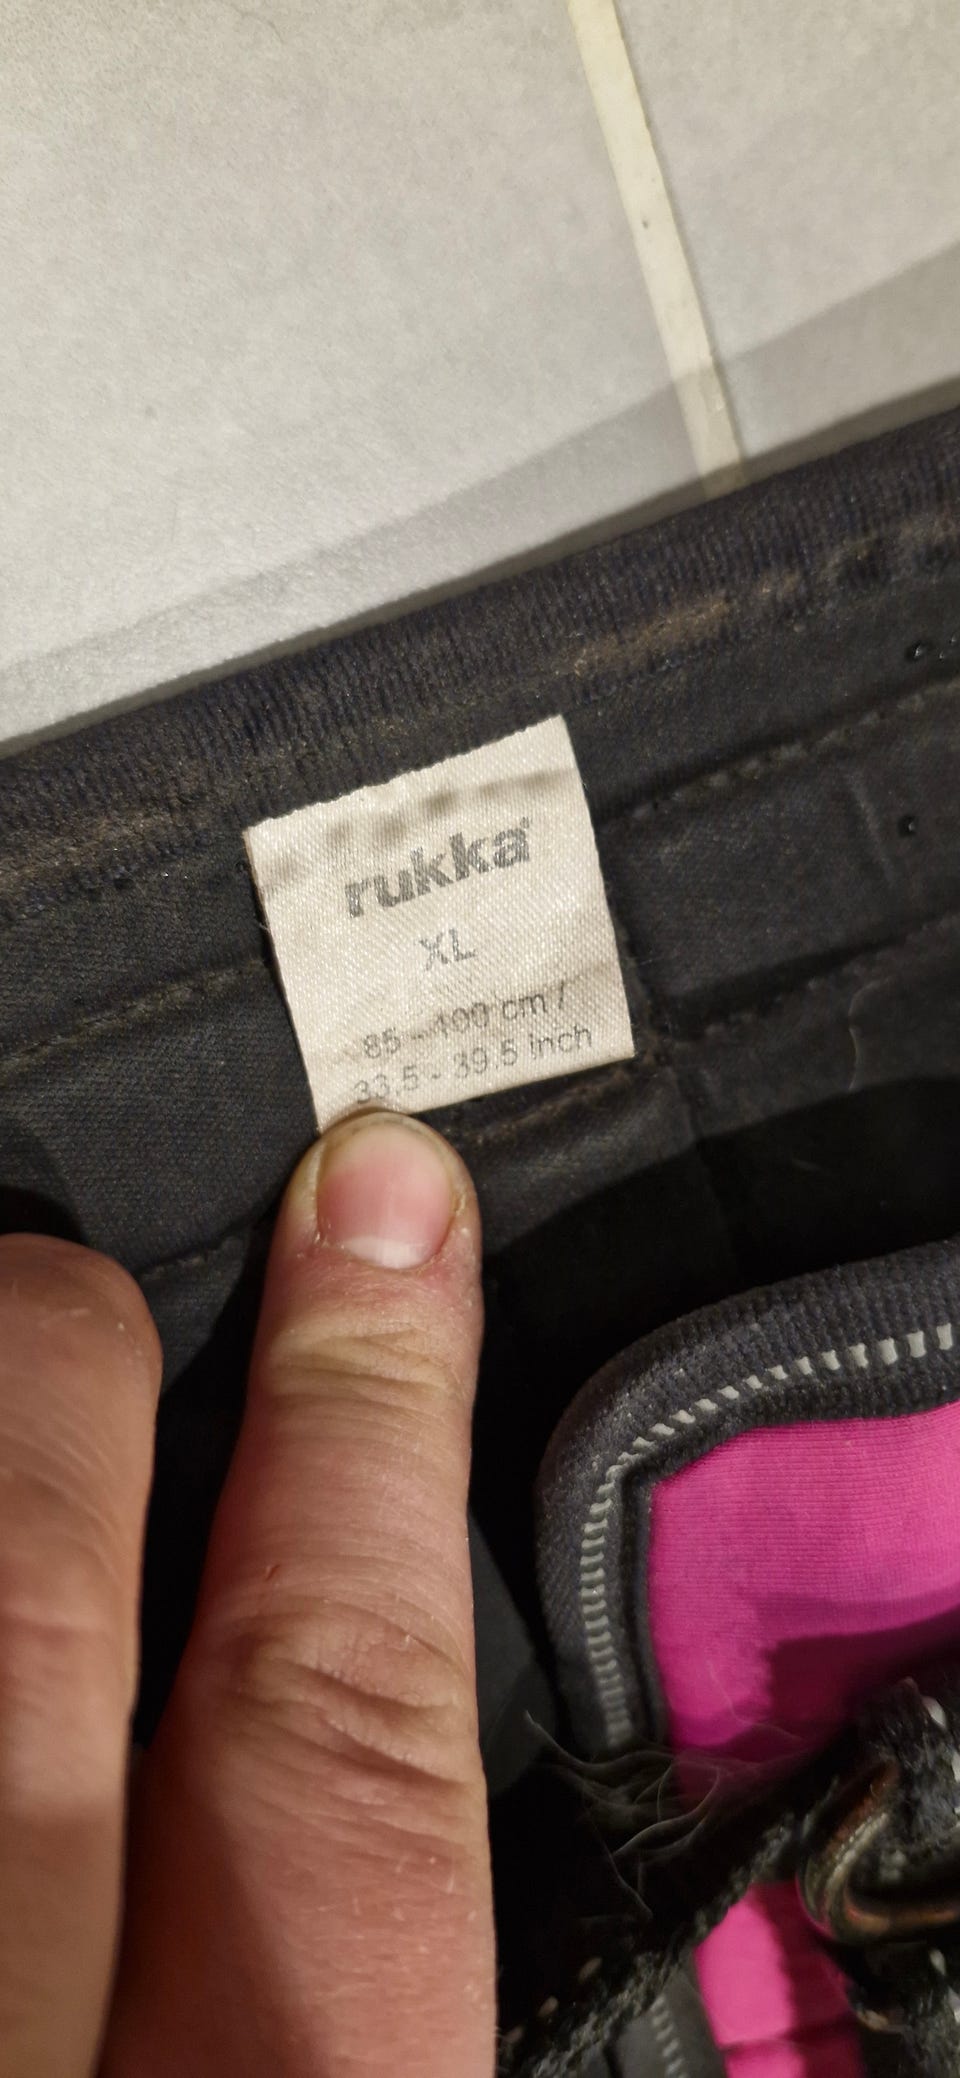 rukka
XL
85 - 100 cm /
33,5 - 39.5 inch